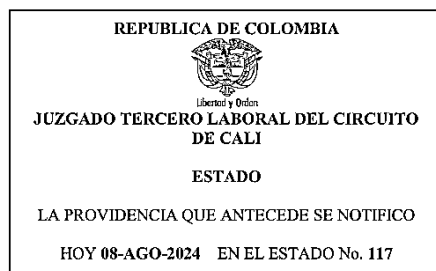 REPUBLICA DE COLOMBIA
Libertad y Orden
JUZGADO TERCERO LABORAL DEL CIRCUITO
DE CALI
ESTADO
LA PROVIDENCIA QUE ANTECEDE SE NOTIFICO
HOY 08-AGO-2024 EN EL ESTADO No. 117